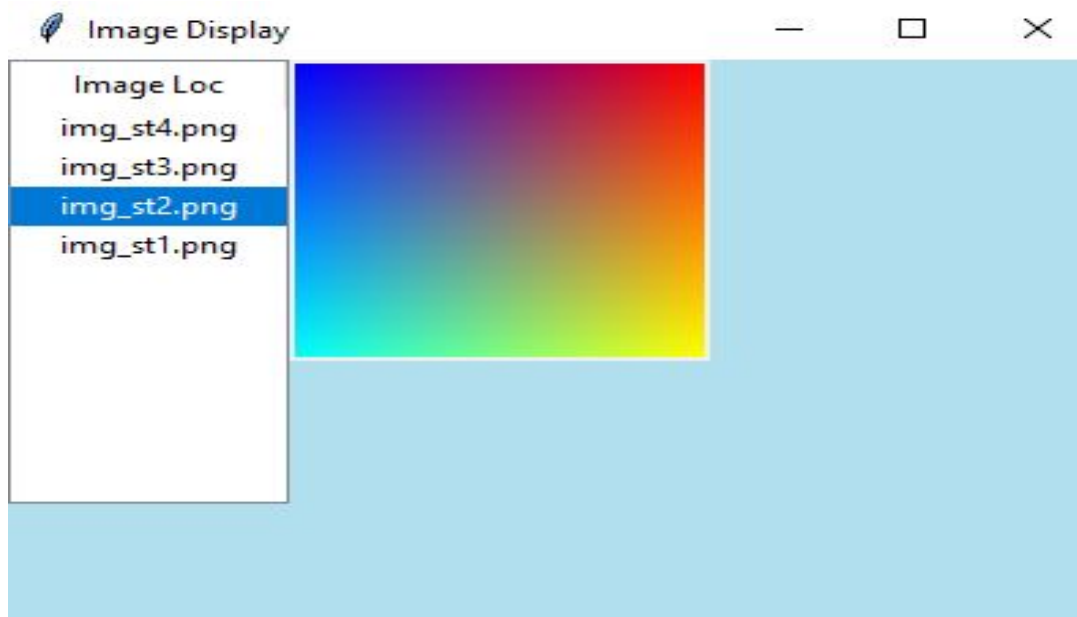 Image Display
Image Loc
img_st4.png
img_st3.png
img_st2.png
img_st1.png